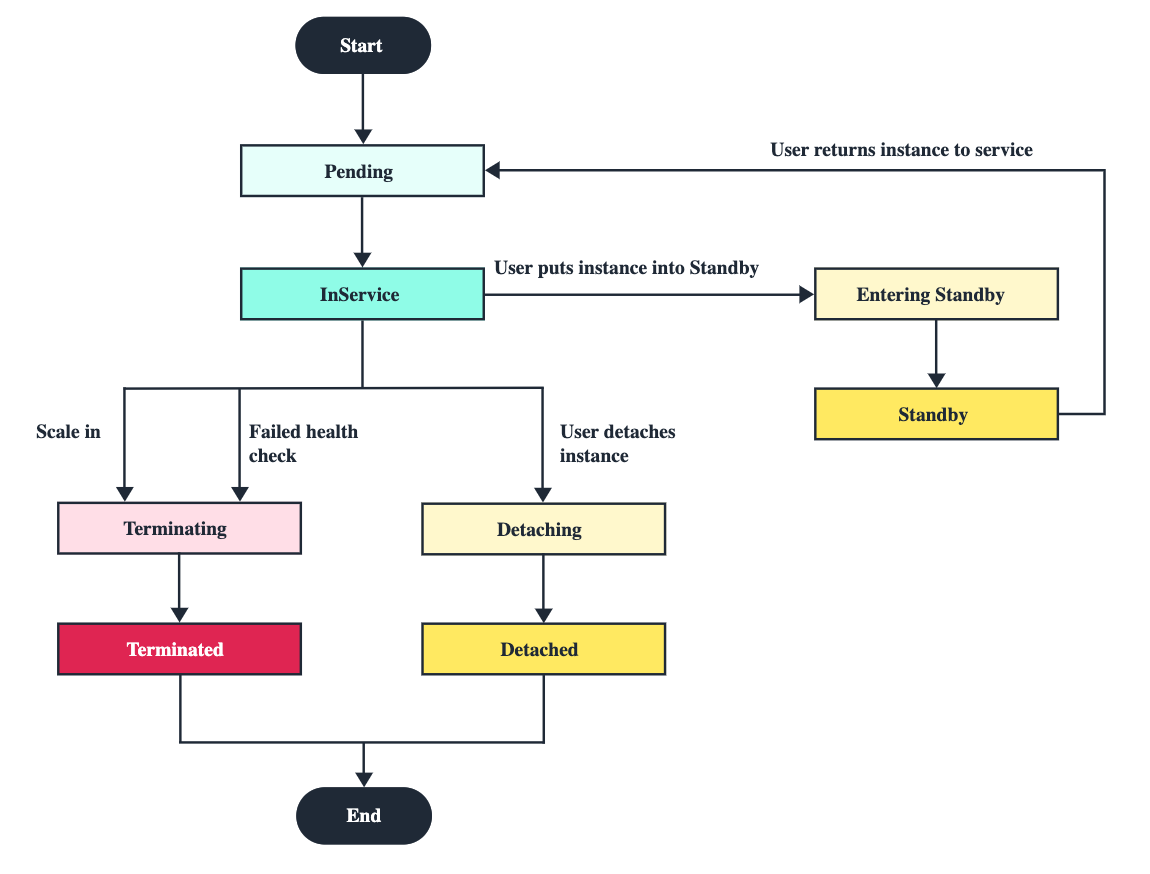 Start
User returns instance to service
Pending
User puts instance into Standby
InService
Entering Standby
Standby
Scale in
Failed health
check
User detaches
instance
Terminating
Detaching
Terminated
Detached
End